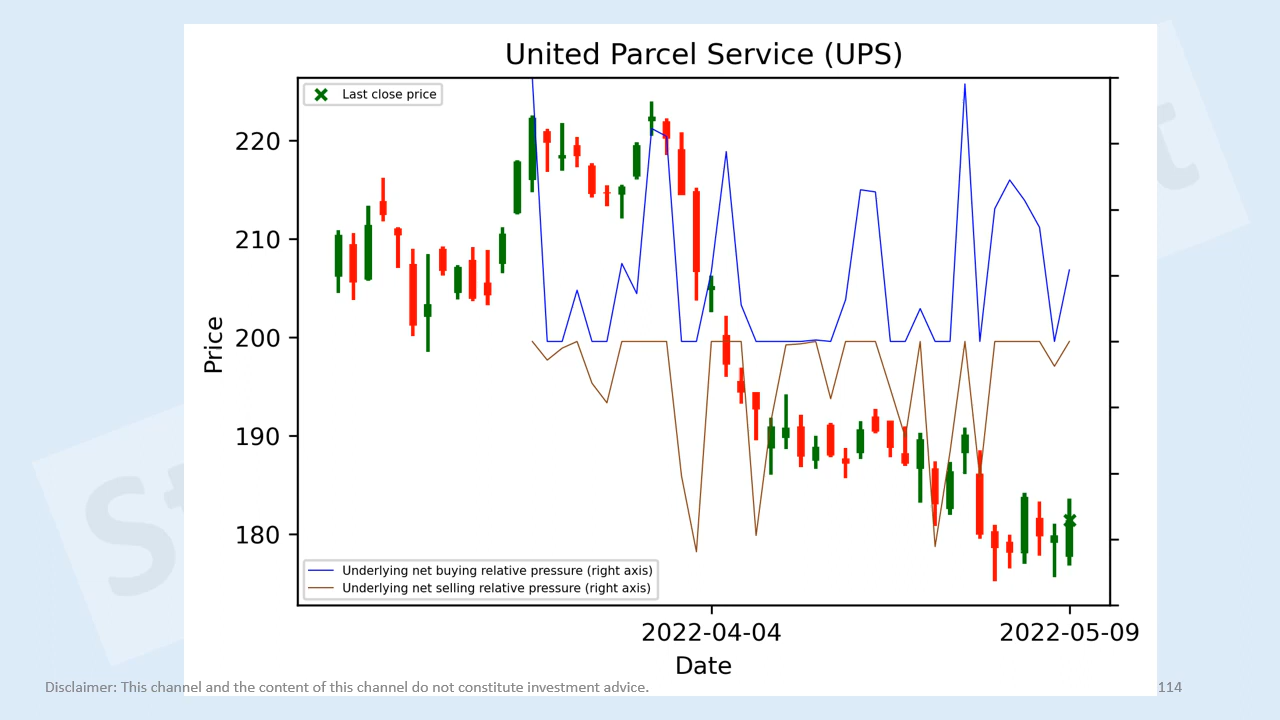 United Parcel Service (UPS)
Last close price
220
210
200
190
180
Price
Underlying net buying relative pressure (right axis)
Underlying net selling relative pressure (right axis)
2022-04-04
2022-05-09
Date
Disclaimer: This channel and the content of this channel do not constitute investment advice.
114
St
t